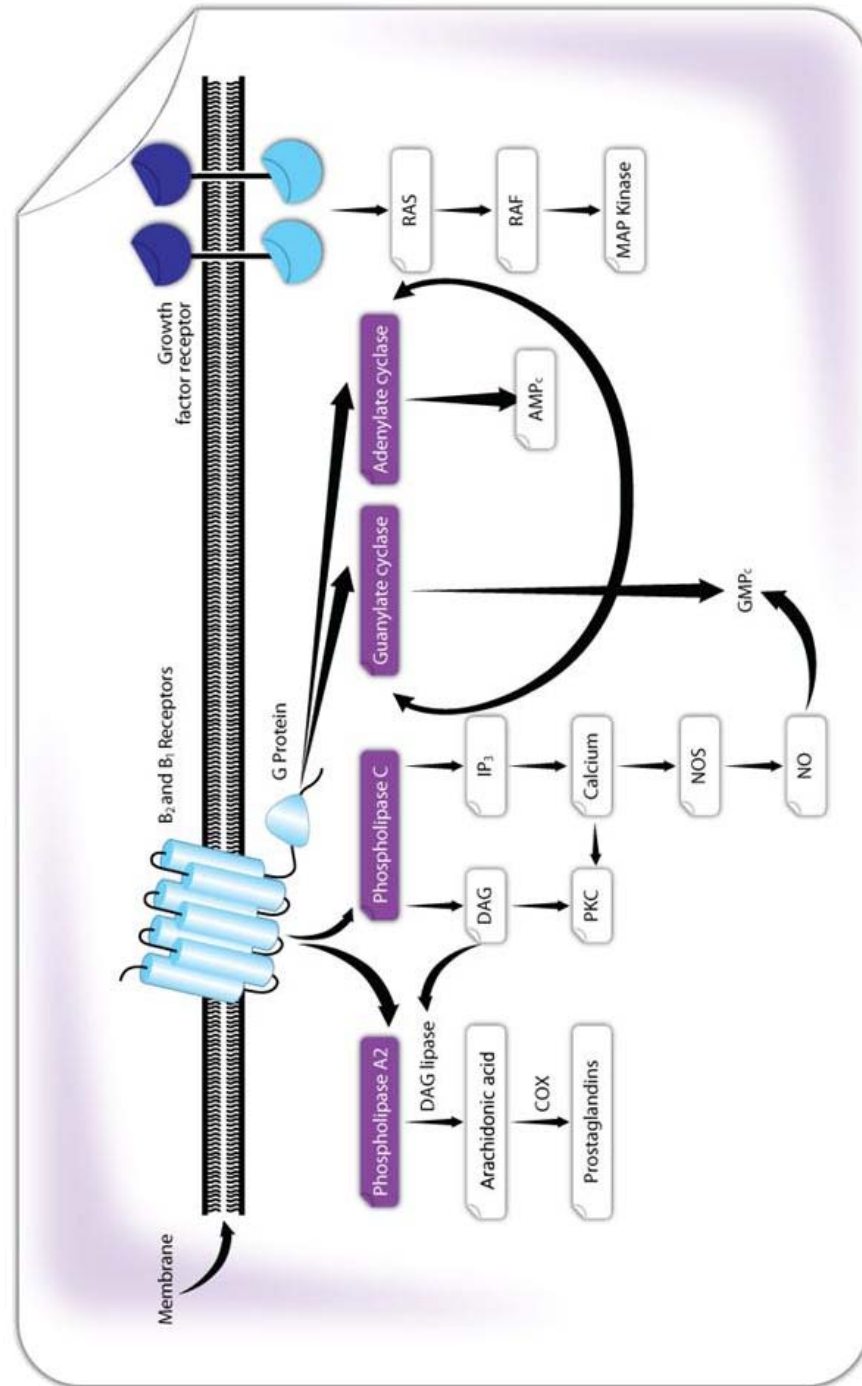 Membrane
B₂ and B₁ Receptors
Growth
factor receptor
G Protein
Phospholipase A2
Phospholipase C
Guanylate cyclase
Adenylate cyclase
RAS
DAG lipase
Arachidonic acid
DAG
IP₃
AMPc
RAF
COX
Prostaglandins
PKC
Calcium
MAP Kinase
NOS
GMPc
NO